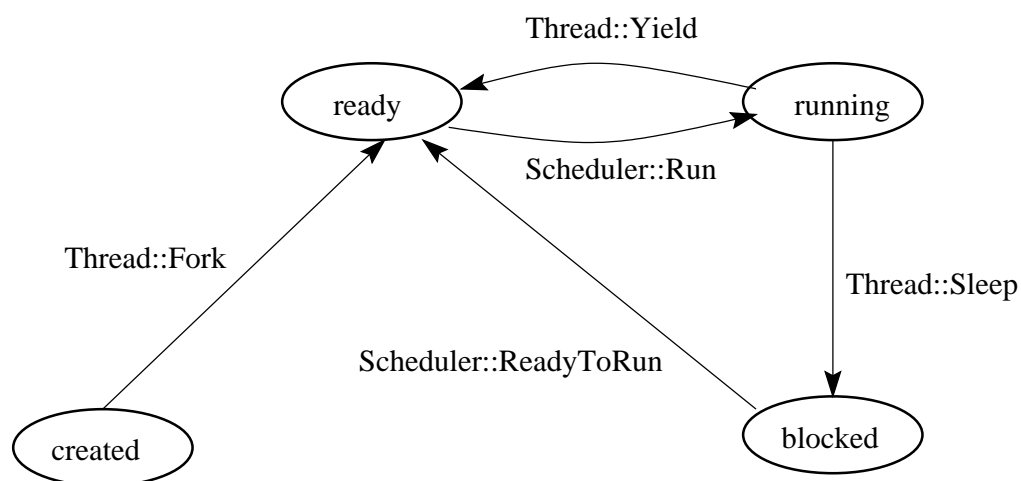 Thread::Yield
ready
running
Scheduler::Run
Thread::Fork
Thread::Sleep
Scheduler::ReadyToRun
created
blocked